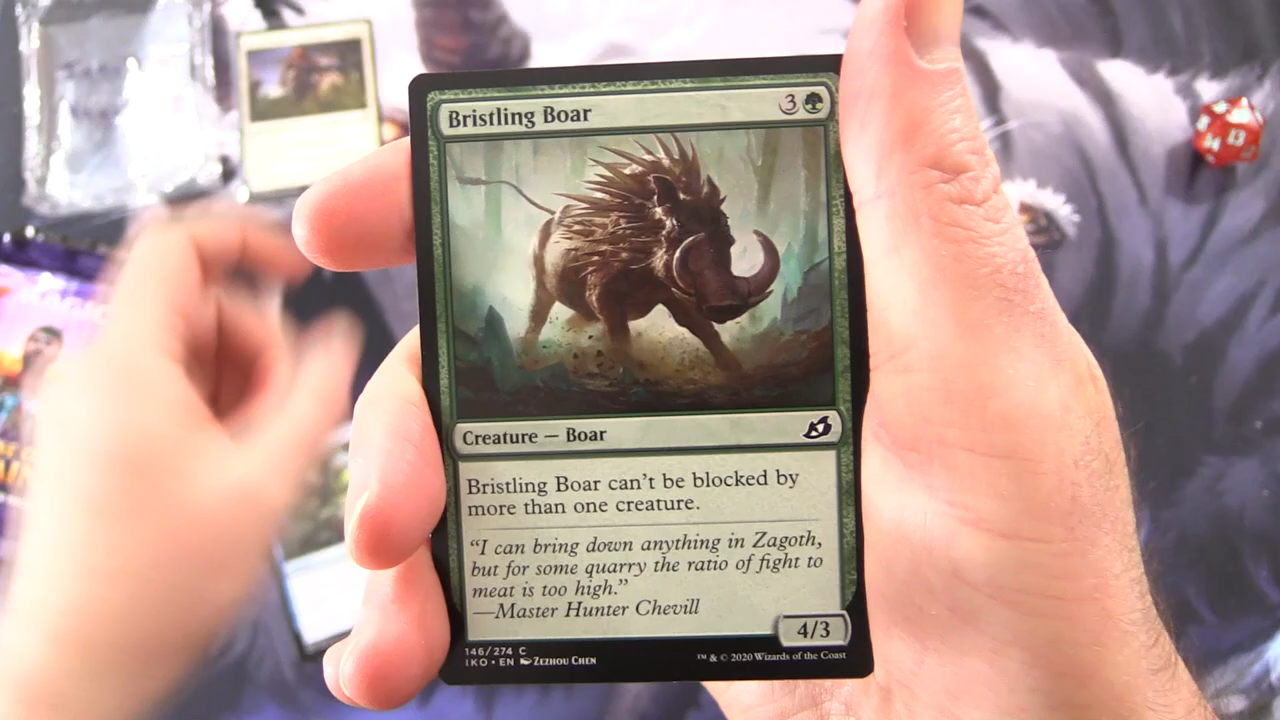 Bristling Boar 3
Creature — Boar
Bristling Boar can't be blocked by
more than one creature.
"I can bring down anything in Zagoth,
but for some quarry the ratio of fight to
meat is too high."
—Master Hunter Chevill
4/3
146/274 C
IKO • EN Zezhou Chen
™ & © 2020 Wizards of the Coast
13